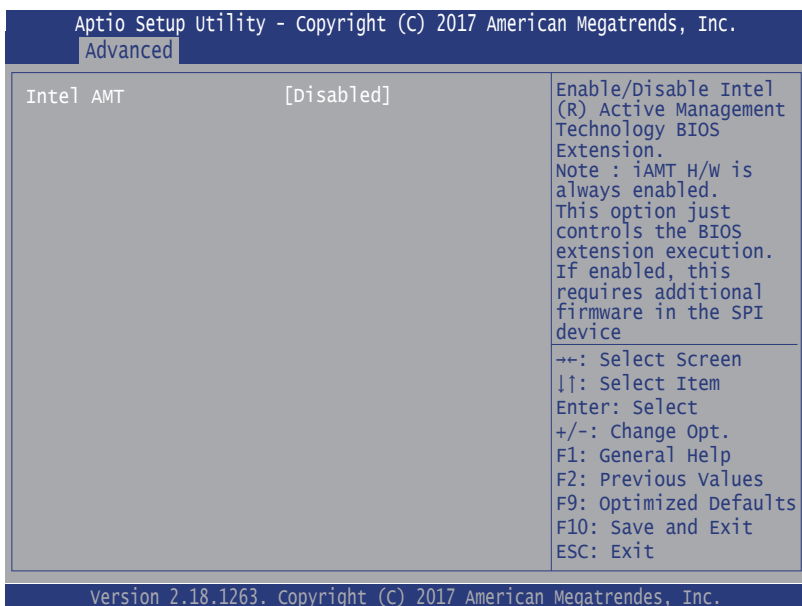 Aptio Setup Utility - Copyright (C) 2017 American Megatrends, Inc.
Advanced
Intel AMT [Disabled]
Enable/Disable Intel
(R) Active Management
Technology BIOS
Extension.
Note : iAMT H/W is
always enabled.
This option just
controls the BIOS
extension execution.
If enabled, this
requires additional
firmware in the SPI
device
→←: Select Screen
↓↑: Select Item
Enter: Select
+/-: Change Opt.
F1: General Help
F2: Previous Values
F9: Optimized Defaults
F10: Save and Exit
ESC: Exit
Version 2.18.1263. Copyright (C) 2017 American Megatrendes, Inc.